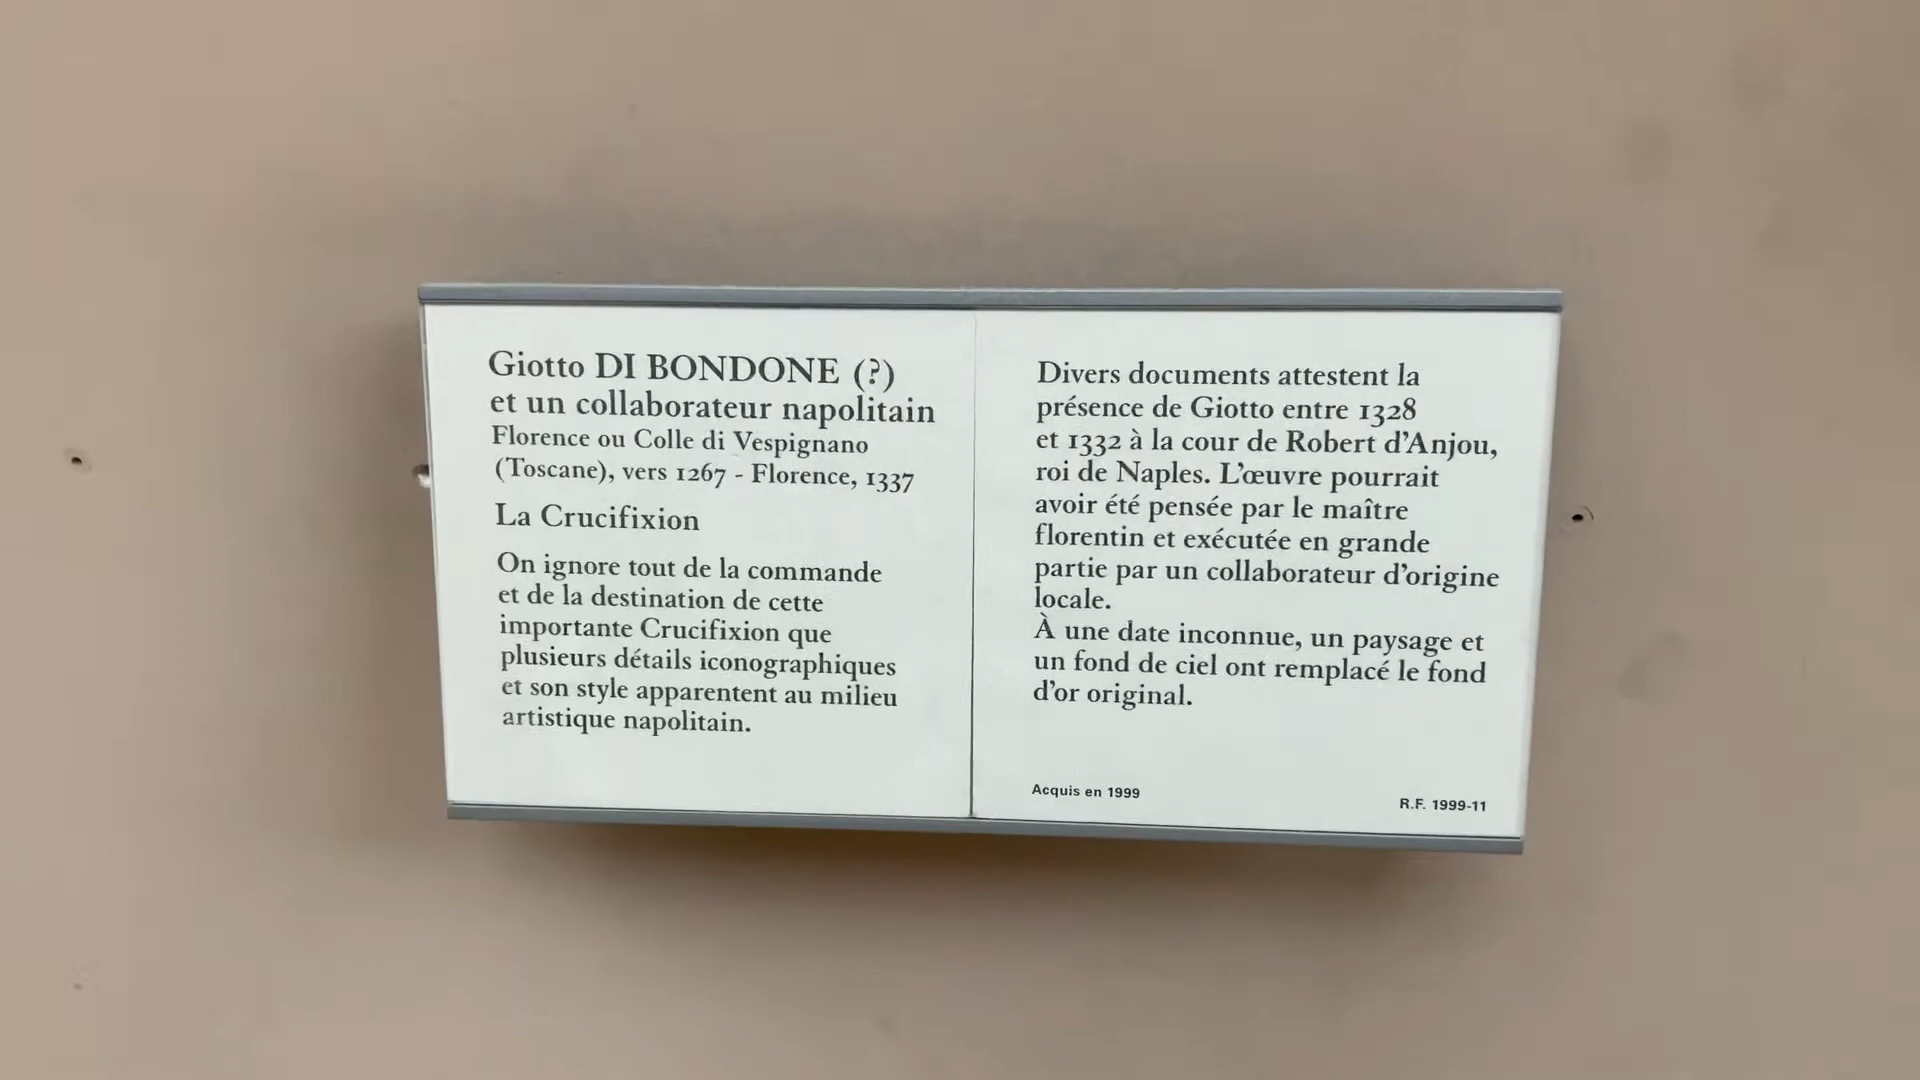 Giotto DI BONDONE (?)
et un collaborateur napolitain
Florence ou Colle di Vespignano
(Toscane), vers 1267 - Florence, 1337
La Crucifixion
On ignore tout de la commande
et de la destination de cette
importante Crucifixion que
plusieurs détails iconographiques
et son style apparentent au milieu
artistique napolitain.
Divers documents attestent la
présence de Giotto entre 1328
et 1332 à la cour de Robert d'Anjou,
roi de Naples. L'œuvre pourrait
avoir été pensée par le maître
florentin et exécutée en grande
partie par un collaborateur d'origine
locale.
À une date inconnue, un paysage et
un fond de ciel ont remplacé le fond
d'or original.
Acquis en 1999
R.F. 1999-11